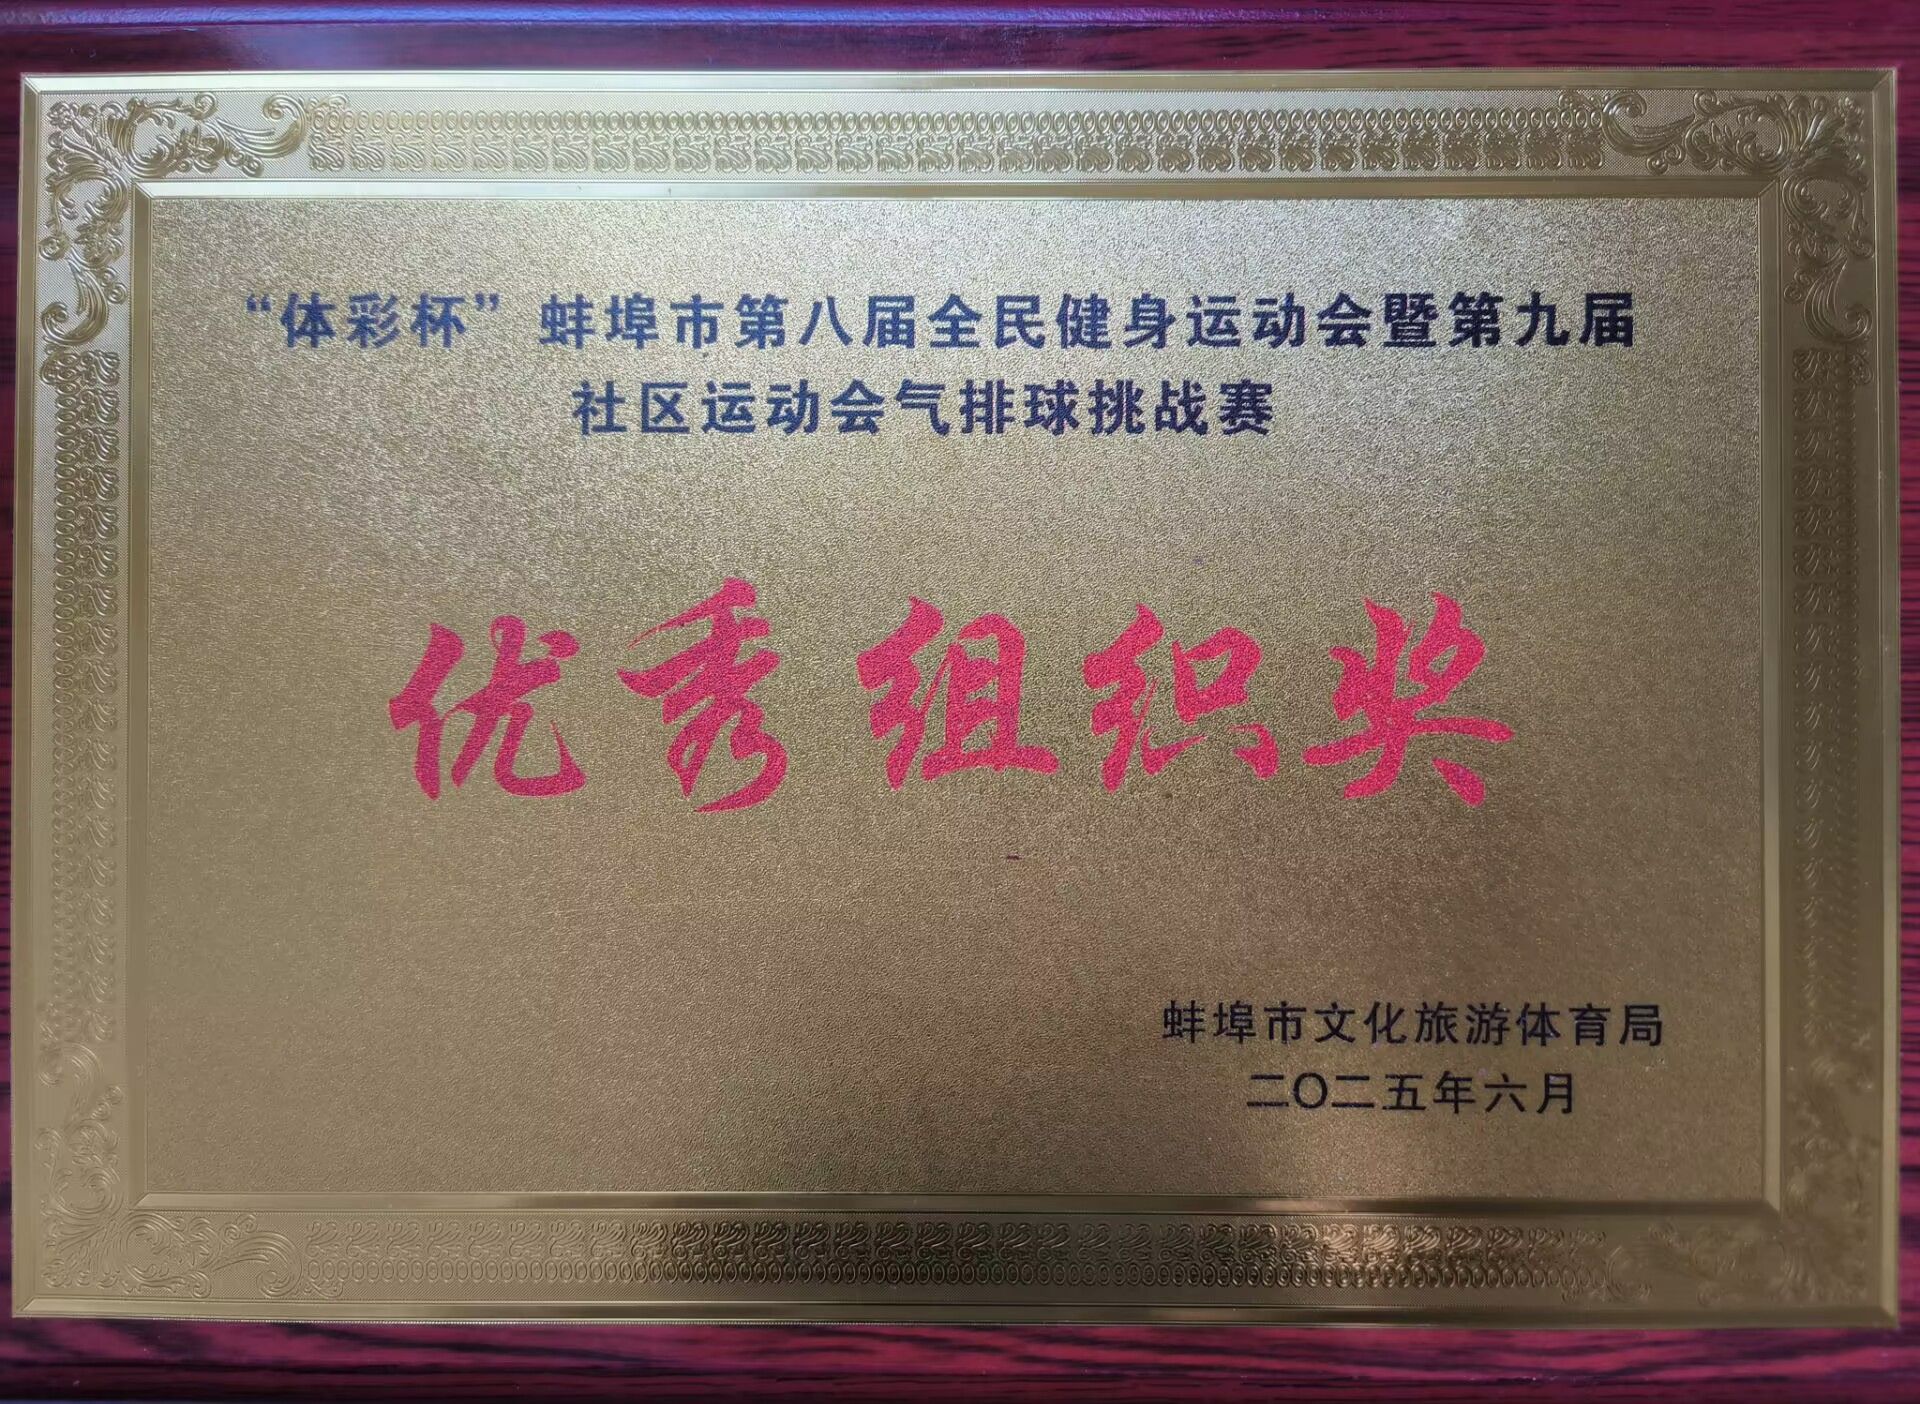 “体彩杯”蚌埠市第八届全民健身运动会暨第九届
社区运动会气排球挑战赛
优秀组织奖
蚌埠市文化旅游体育局
二〇二五年六月